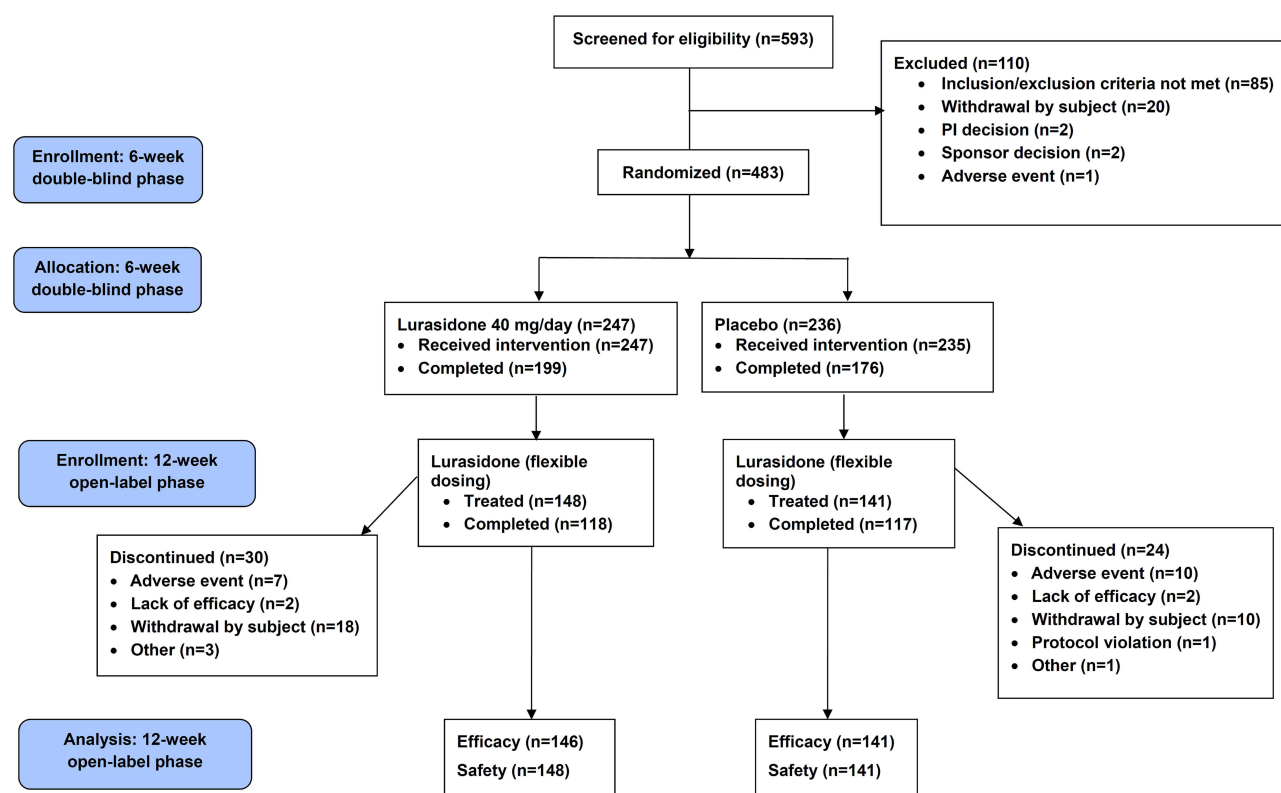 Screened for eligibility (n=593)
Excluded (n=110)
• Inclusion/exclusion criteria not met (n=85)
• Withdrawal by subject (n=20)
• PI decision (n=2)
• Sponsor decision (n=2)
• Adverse event (n=1)
Enrollment: 6-week
double-blind phase
Randomized (n=483)
Allocation: 6-week
double-blind phase
Lurasidone 40 mg/day (n=247)
• Received intervention (n=247)
• Completed (n=199)
Placebo (n=236)
• Received intervention (n=235)
• Completed (n=176)
Enrollment: 12-week
open-label phase
Lurasidone (flexible
dosing)
• Treated (n=148)
• Completed (n=118)
Lurasidone (flexible
dosing)
• Treated (n=141)
• Completed (n=117)
Discontinued (n=30)
• Adverse event (n=7)
• Lack of efficacy (n=2)
• Withdrawal by subject (n=18)
• Other (n=3)
Discontinued (n=24)
• Adverse event (n=10)
• Lack of efficacy (n=2)
• Withdrawal by subject (n=10)
• Protocol violation (n=1)
• Other (n=1)
Analysis: 12-week
open-label phase
Efficacy (n=146)
Safety (n=148)
Efficacy (n=141)
Safety (n=141)